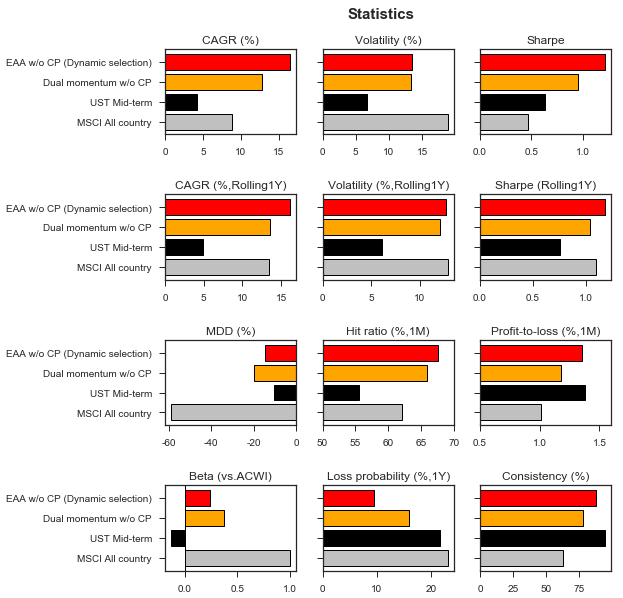 Statistics
CAGR (%) Volatility (%) Sharpe
EAA w/o CP (Dynamic selection)
Dual momentum w/o CP
UST Mid-term
MSCI All country
0 5 10 15 0 5 10 15 0.0 0.5 1.0
CAGR (%,Rolling1Y) Volatility (%,Rolling1Y) Sharpe (Rolling1Y)
EAA w/o CP (Dynamic selection)
Dual momentum w/o CP
UST Mid-term
MSCI All country
0 5 10 15 0 5 10 0.0 0.5 1.0
MDD (%) Hit ratio (%,1M) Profit-to-loss (%,1M)
EAA w/o CP (Dynamic selection)
Dual momentum w/o CP
UST Mid-term
MSCI All country
-60 -40 -20 0 50 55 60 65 70 0.5 1.0 1.5
Beta (vs.ACWI) Loss probability (%,1Y) Consistency (%)
EAA w/o CP (Dynamic selection)
Dual momentum w/o CP
UST Mid-term
MSCI All country
0.0 0.5 1.0 0 10 20 0 25 50 75